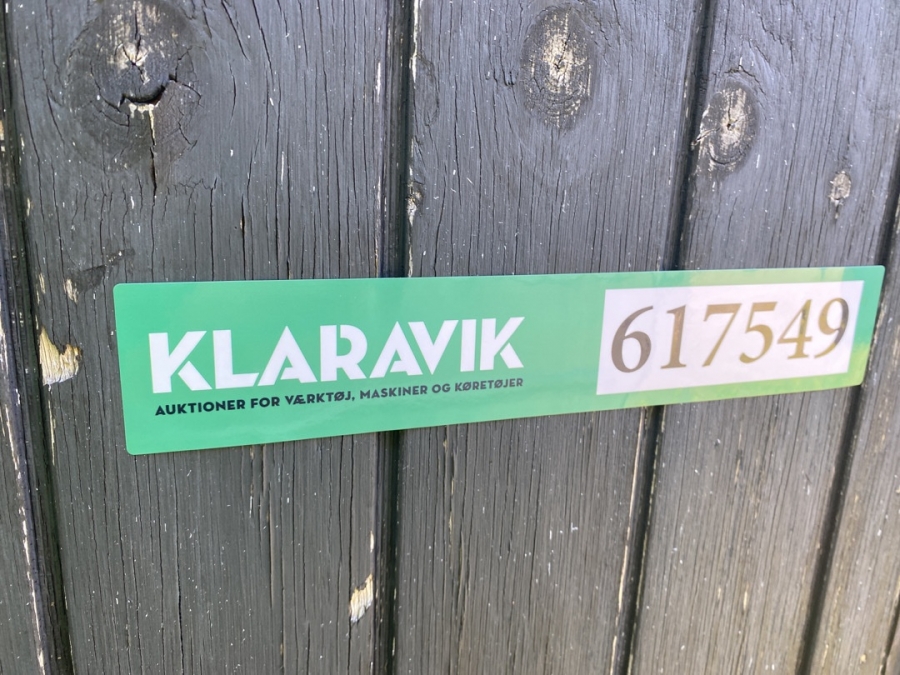 KLARAVIK
AUKTIONER FOR VÆRKTØJ, MASKINER OG KØRETØJER
617549